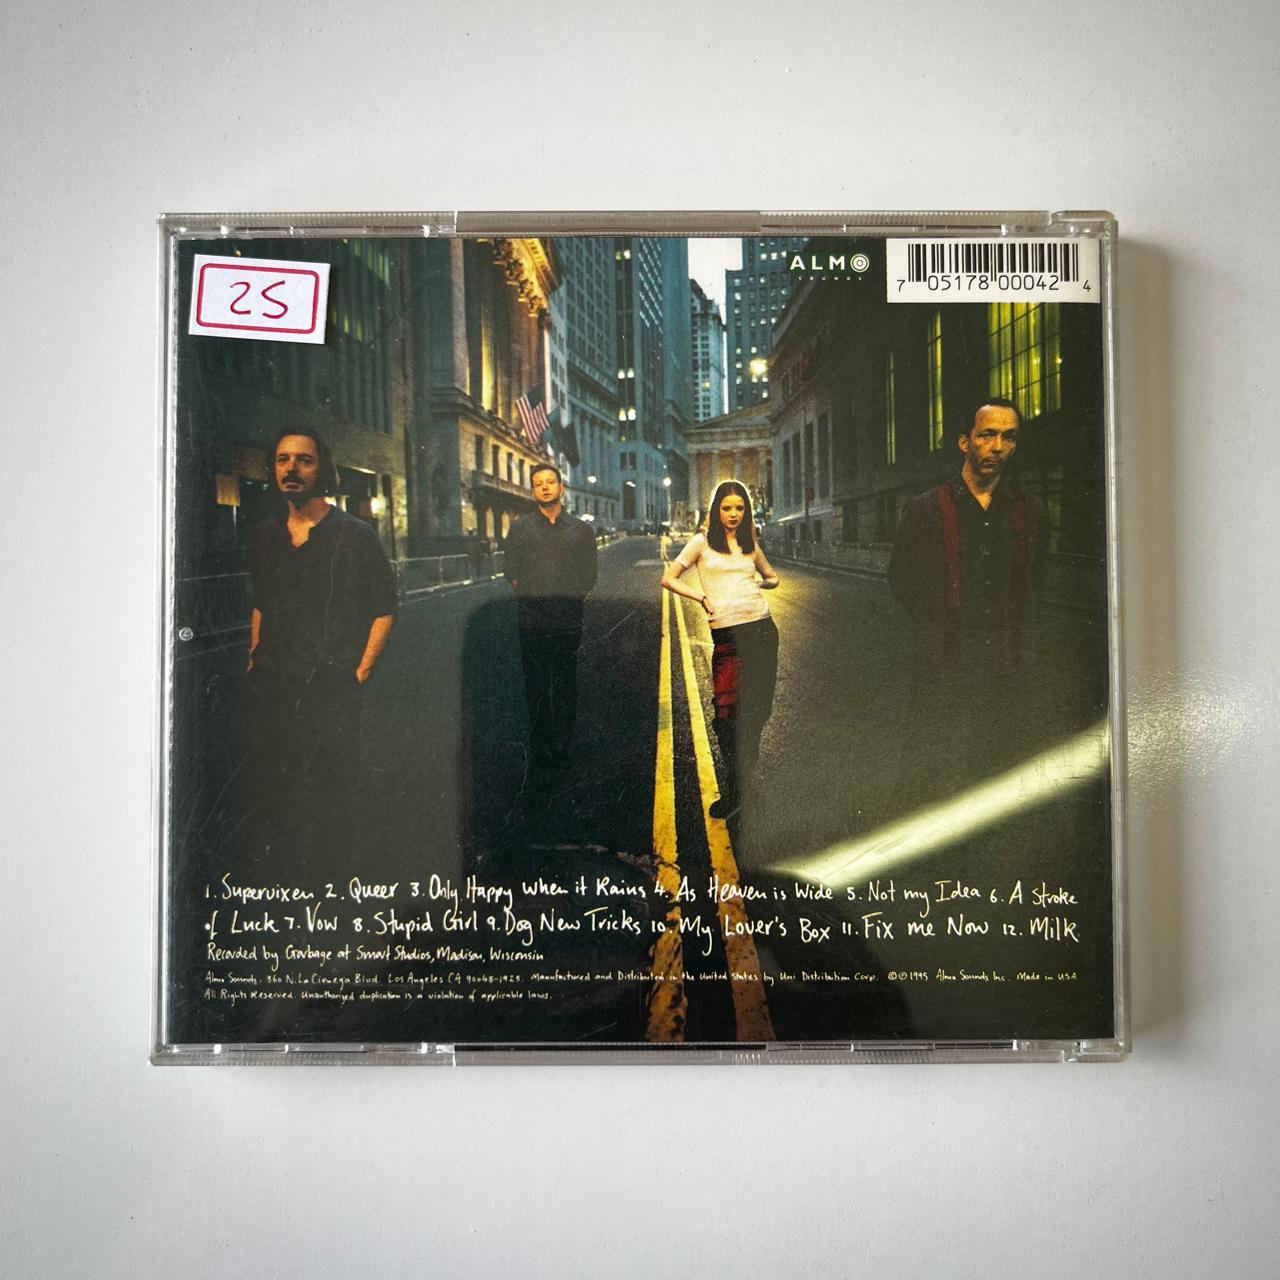 25
ALMO
SOUNDS
7 05178 00042 4
1. Supervixen 2. Queer 3. Only Happy When it Rains 4. As Heaven is Wide 5. Not my Idea 6. A Stroke
of Luck 7. Vow 8. Stupid Girl 9. Dog New Tricks 10. My Lover's Box 11. Fix me Now 12. Milk
Recorded by Garbage at Smart Studios, Madison, Wisconsin
Almo Sounds, 360 N. La Cienega Blvd. Los Angeles CA 90048-1925. Manufactured and Distributed in the United States by Uni Distribution Corp. ©℗ 1995 Almo Sounds Inc. Made in USA
All Rights Reserved. Unauthorized duplication is a violation of applicable laws.